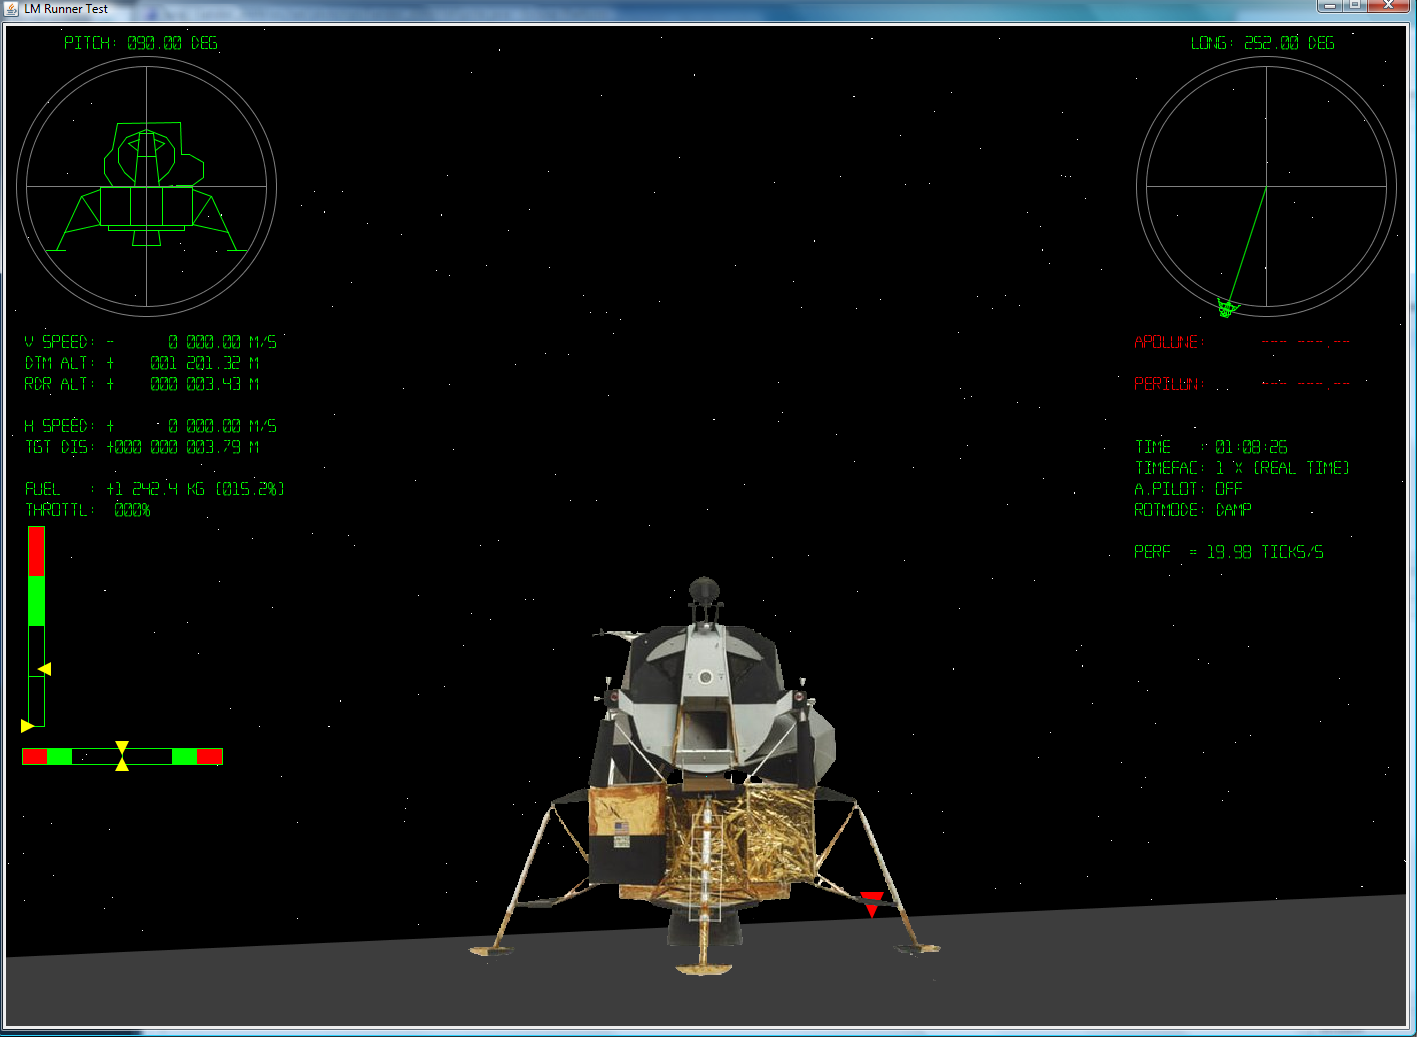 LM Runner Test
PITCH: 090.00 DEG
LONG: 252.00 DEG
V SPEED: - 0 000.00 M/S
DTM ALT: + 001 201.32 M
RDR ALT: + 000 003.43 M
H SPEED: + 0 000.00 M/S
TGT DIS: +000 000 003.79 M
FUEL : +1 242.4 KG (015.2%)
THROTTL: 000%
APOLUNE: --- ---.--
PERILUN: --- ---.--
TIME : 01:08:26
TIMEFAC: 1 X (REAL TIME)
A.PILOT: OFF
ROTMODE: DAMP
PERF = 19.98 TICKS/S